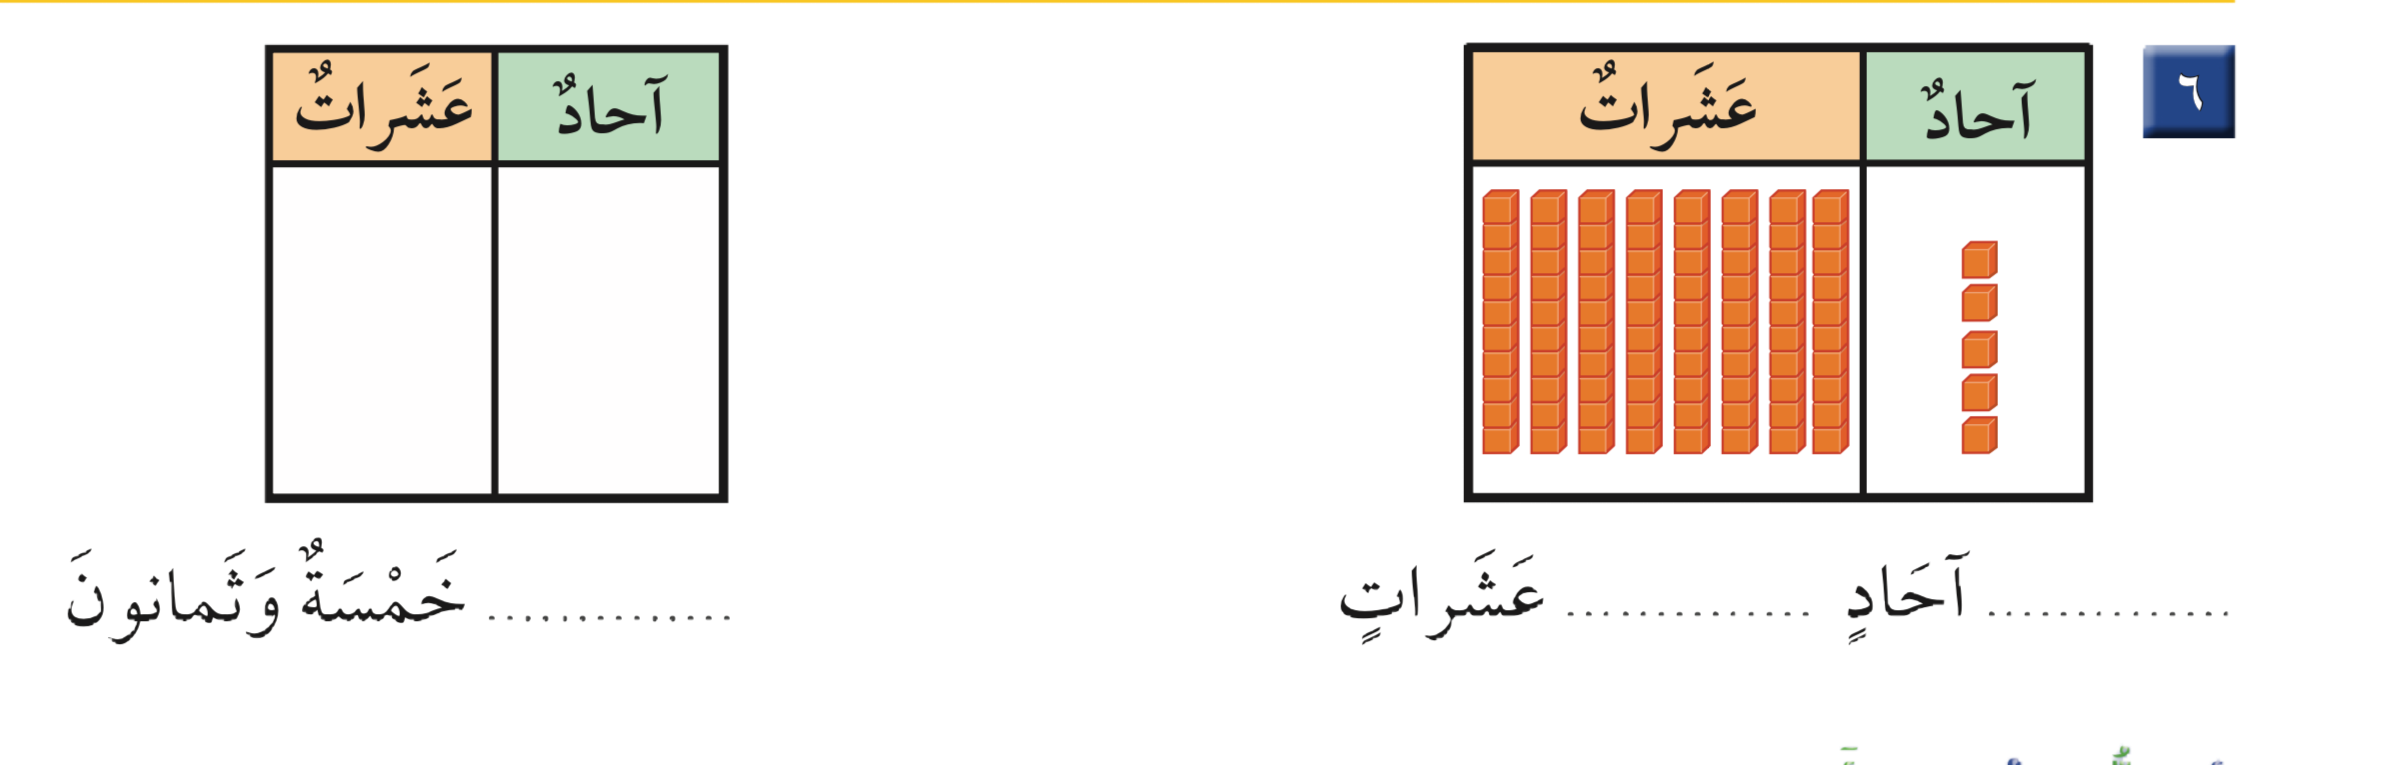 ٦
آحادٌ عَشَراتٌ
آحادٌ عَشَراتٌ
............. آحَادٍ ............. عَشَراتٍ
.............. خَمْسَةٌ وَثَمانونَ